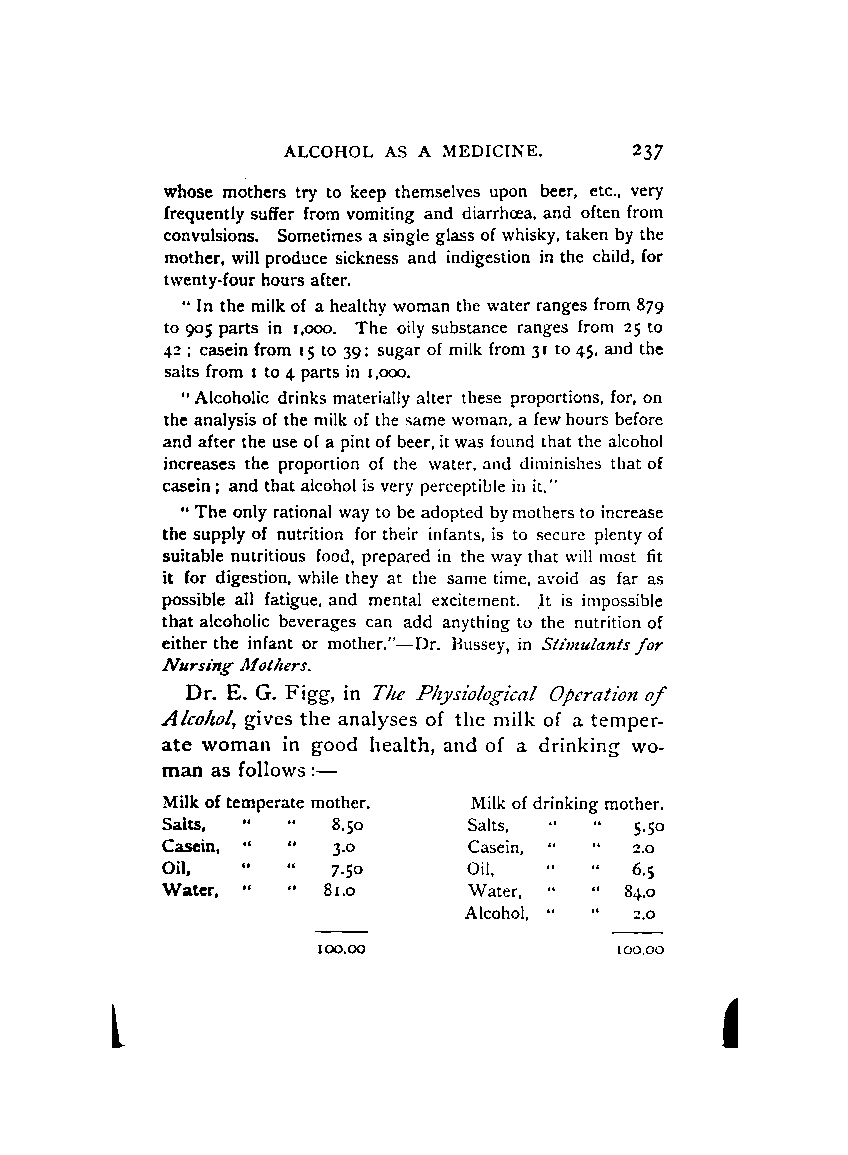 ALCOHOL AS A MEDICINE. 237
whose mothers try to keep themselves upon beer, etc., very
frequently suffer from vomiting and diarrhœa, and often from
convulsions. Sometimes a single glass of whisky, taken by the
mother, will produce sickness and indigestion in the child, for
twenty-four hours after.
" In the milk of a healthy woman the water ranges from 879
to 905 parts in 1,000. The oily substance ranges from 25 to
42 ; casein from 15 to 39; sugar of milk from 31 to 45, and the
salts from 1 to 4 parts in 1,000.
" Alcoholic drinks materially alter these proportions, for, on
the analysis of the milk of the same woman, a few hours before
and after the use of a pint of beer, it was found that the alcohol
increases the proportion of the water, and diminishes that of
casein ; and that alcohol is very perceptible in it."
" The only rational way to be adopted by mothers to increase
the supply of nutrition for their infants, is to secure plenty of
suitable nutritious food, prepared in the way that will most fit
it for digestion, while they at the same time, avoid as far as
possible all fatigue, and mental excitement. It is impossible
that alcoholic beverages can add anything to the nutrition of
either the infant or mother."—Dr. Bussey, in Stimulants for
Nursing Mothers.
Dr. E. G. Figg, in The Physiological Operation of
Alcohol, gives the analyses of the milk of a temper-
ate woman in good health, and of a drinking wo-
man as follows :—
Milk of temperate mother. Milk of drinking mother.
Salts, " " 8.50 Salts, " " 5.50
Casein, " " 3.0 Casein, " " 2.0
Oil, " " 7.50 Oil, " " 6.5
Water, " " 81.0 Water, " " 84.0
Alcohol, " " 2.0
100.00 100.00